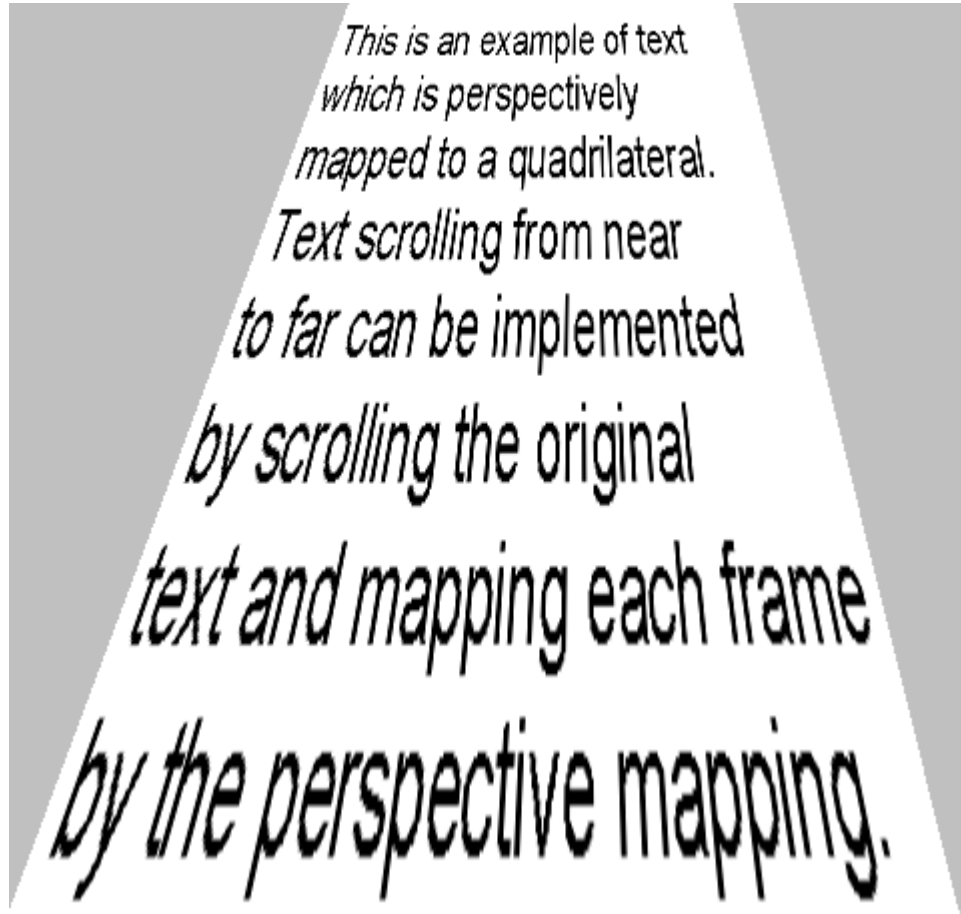 This is an example of text
which is perspectively
mapped to a quadrilateral.
Text scrolling from near
to far can be implemented
by scrolling the original
text and mapping each frame
by the perspective mapping.